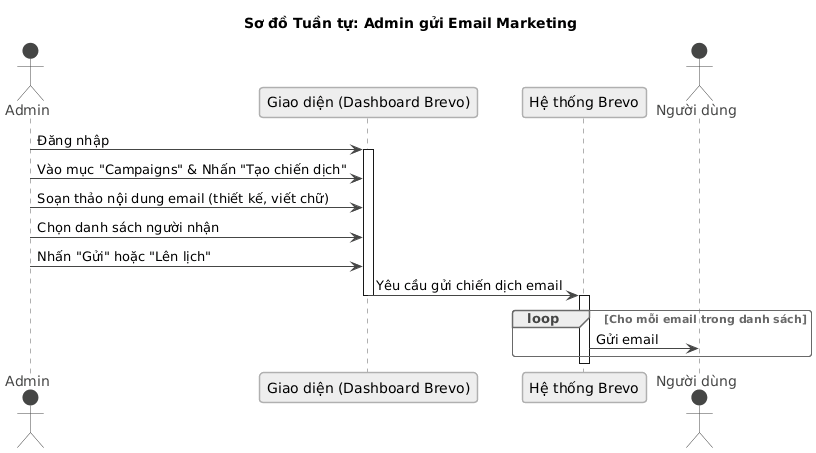 Sơ đồ Tuần tự: Admin gửi Email Marketing
Admin
Giao diện (Dashboard Brevo)
Hệ thống Brevo
Người dùng
Đăng nhập
Vào mục "Campaigns" & Nhấn "Tạo chiến dịch"
Soạn thảo nội dung email (thiết kế, viết chữ)
Chọn danh sách người nhận
Nhấn "Gửi" hoặc "Lên lịch"
Yêu cầu gửi chiến dịch email
loop
[Cho mỗi email trong danh sách]
Gửi email
Admin
Giao diện (Dashboard Brevo)
Hệ thống Brevo
Người dùng